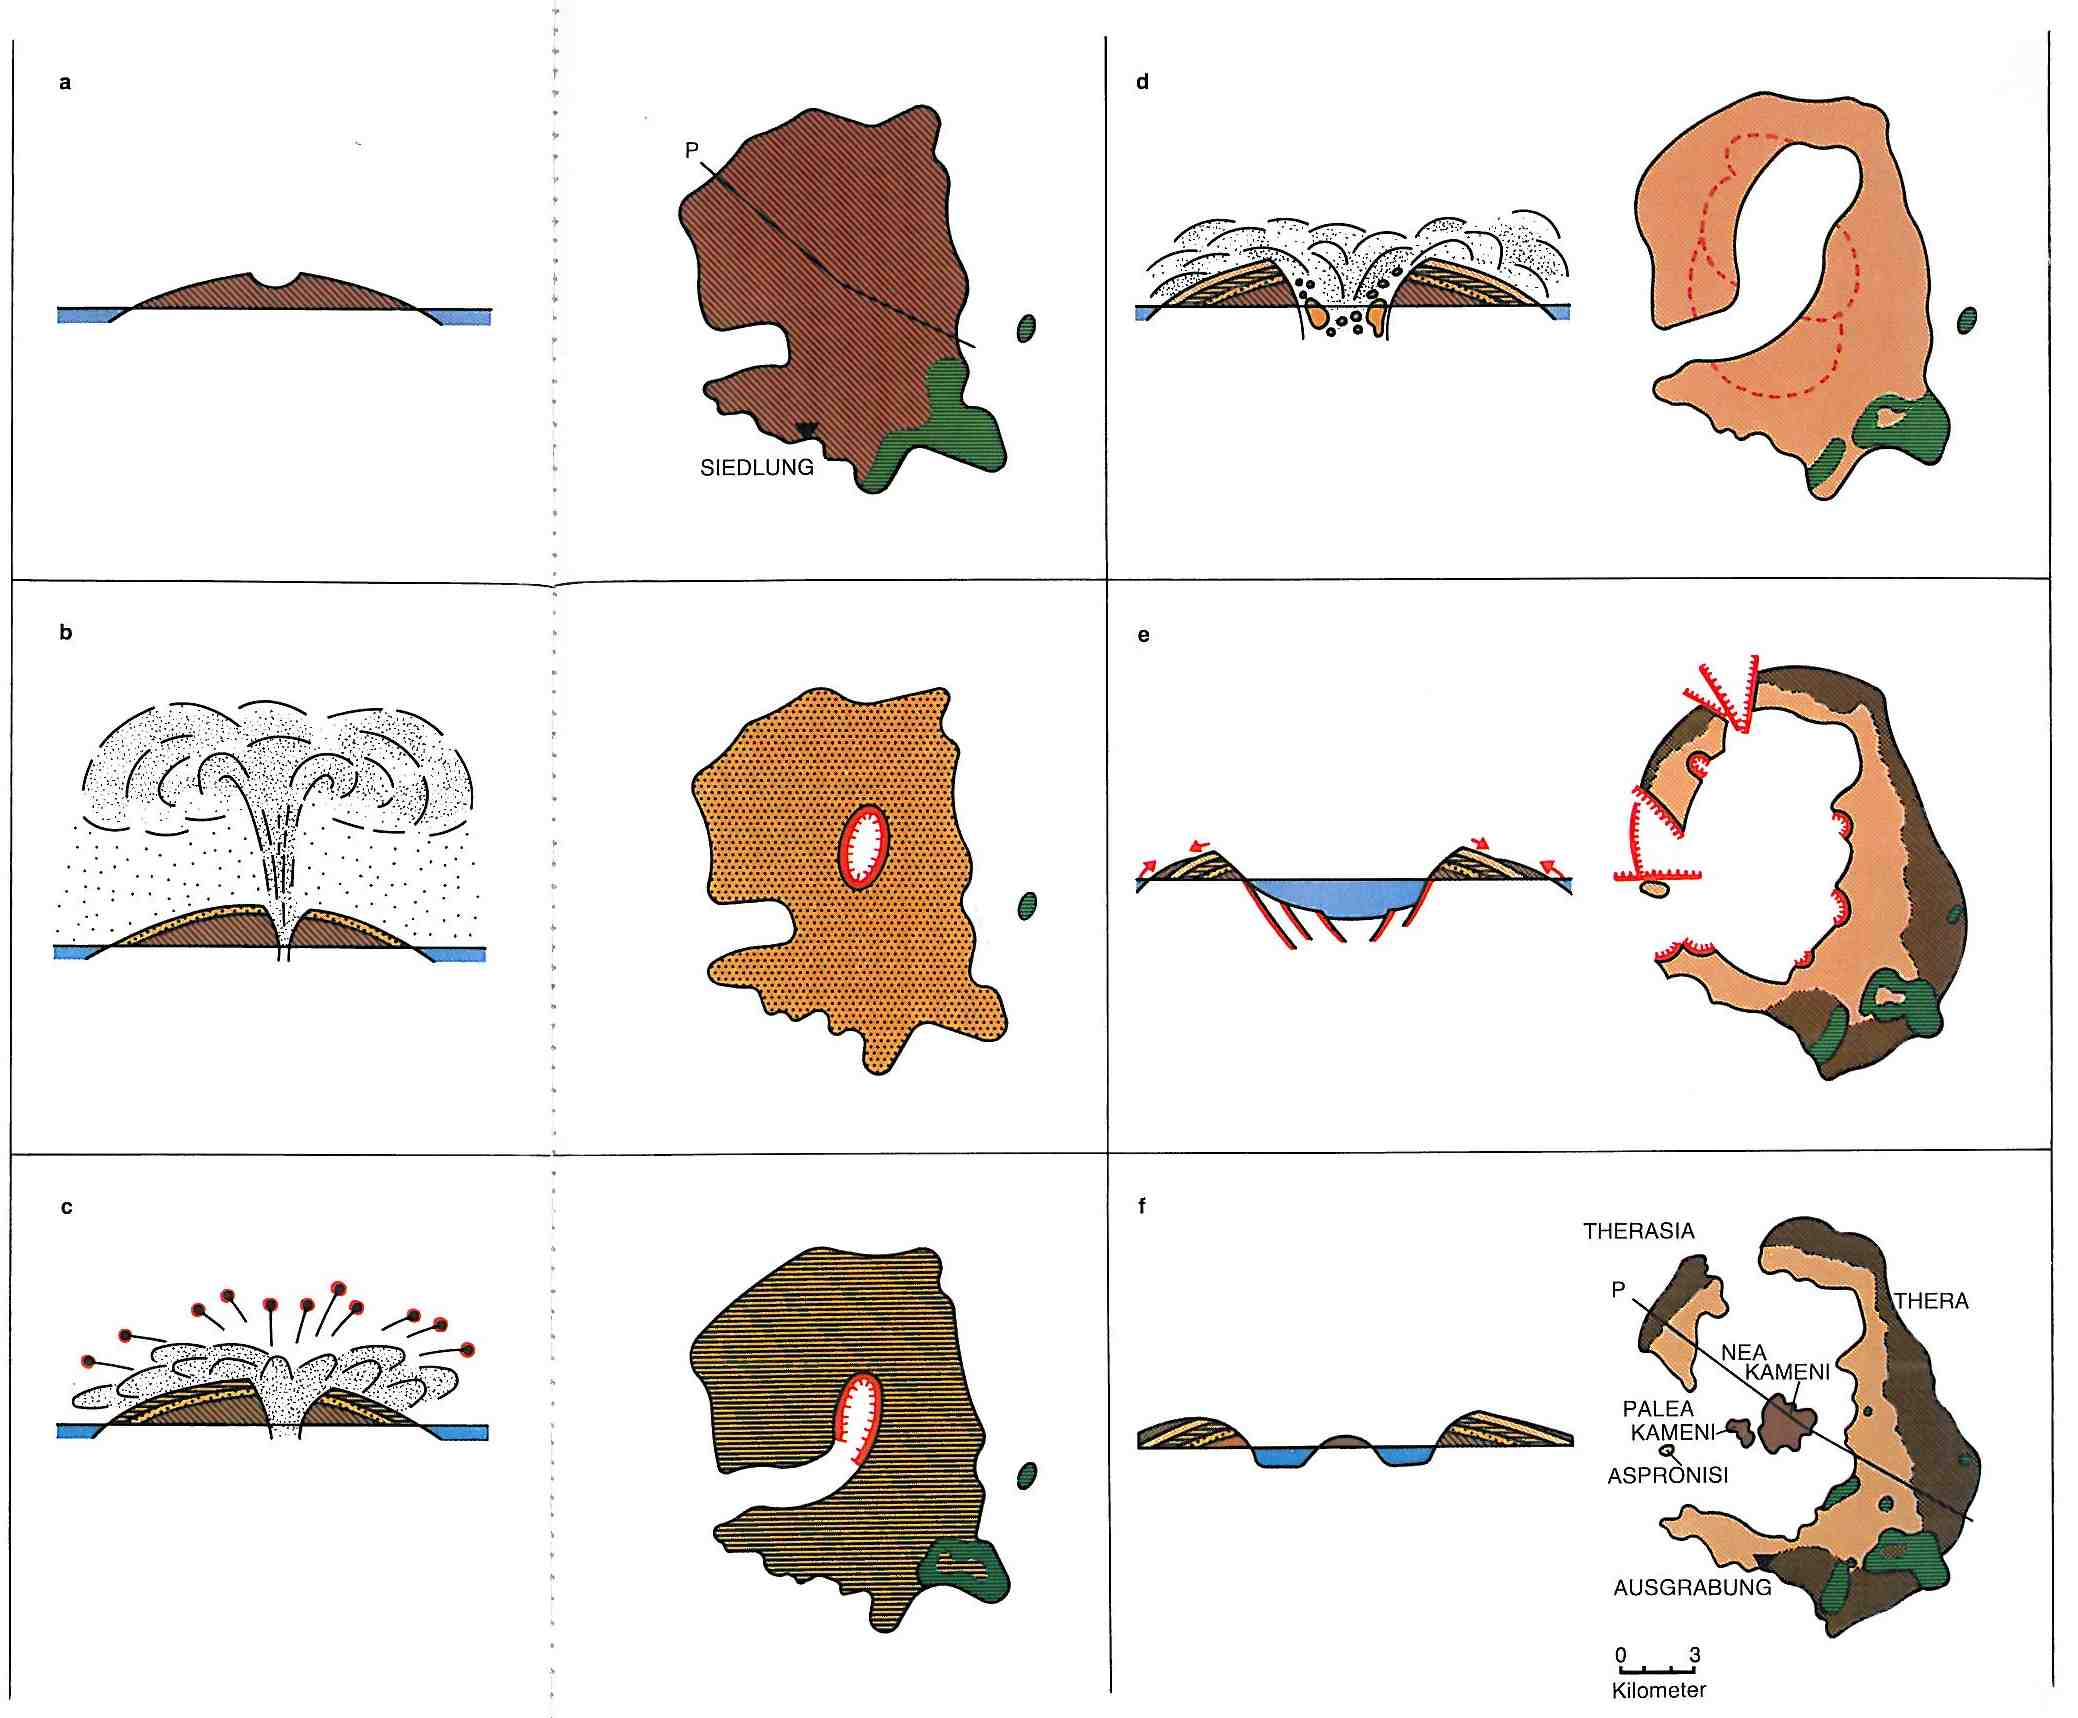 a
P
SIEDLUNG
b
c
d
e
f
THERASIA
P
THERA
NEA
KAMENI
PALEA
KAMENI
ASPRONISI
AUSGRABUNG
0 3
Kilometer